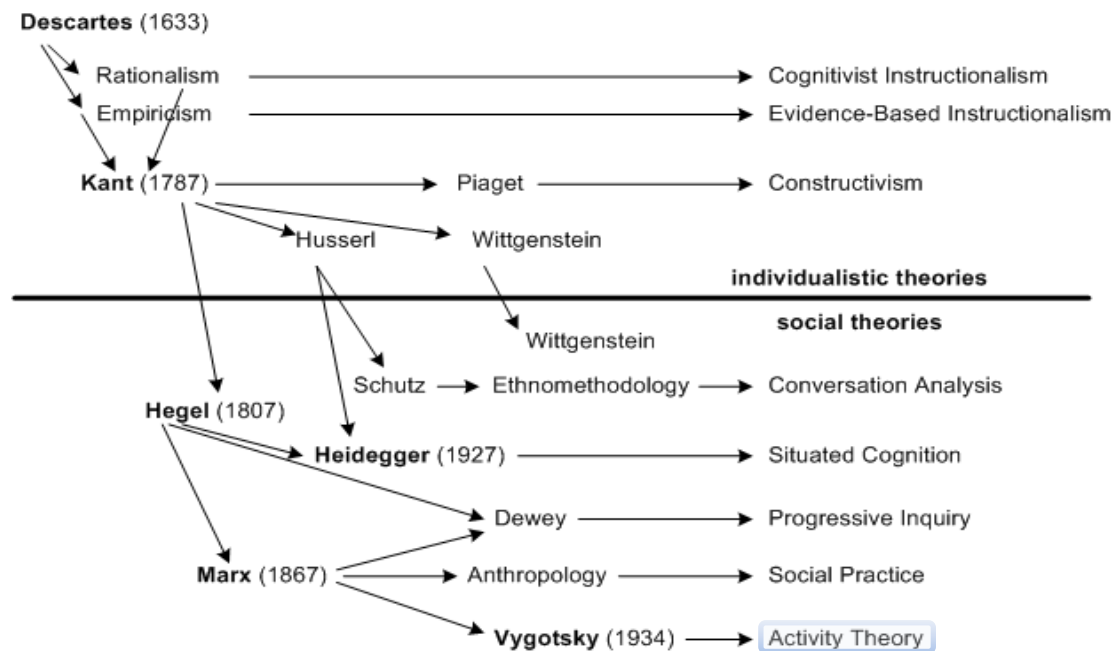 Descartes (1633)
Rationalism Cognitivist Instructionalism
Empiricism Evidence-Based Instructionalism
Kant (1787) Piaget Constructivism
Husserl Wittgenstein
individualistic theories
social theories
Wittgenstein
Schutz Ethnomethodology Conversation Analysis
Hegel (1807)
Heidegger (1927) Situated Cognition
Dewey Progressive Inquiry
Marx (1867) Anthropology Social Practice
Vygotsky (1934) Activity Theory